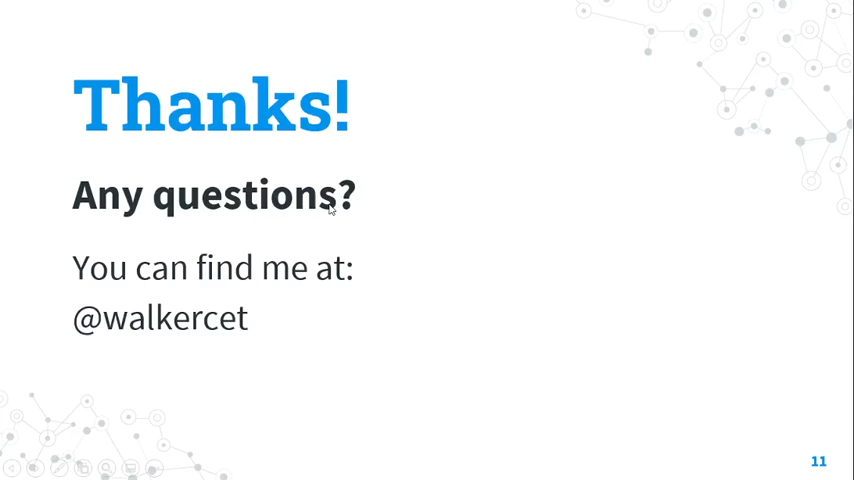 Thanks!
Any questions?
You can find me at:
@walkercet
11